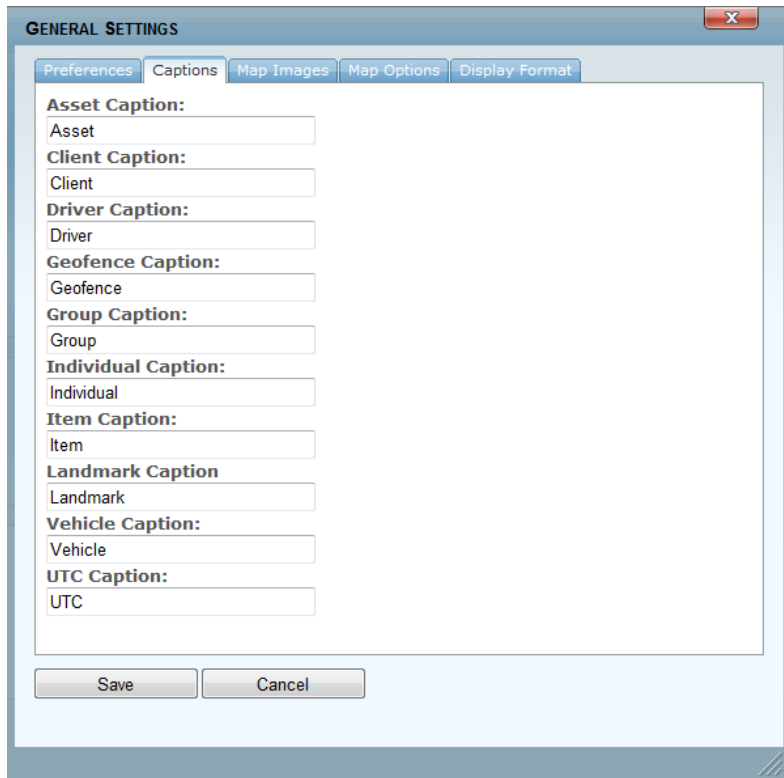 GENERAL SETTINGS
x
Preferences Captions Map Images Map Options Display Format
Asset Caption:
Asset
Client Caption:
Client
Driver Caption:
Driver
Geofence Caption:
Geofence
Group Caption:
Group
Individual Caption:
Individual
Item Caption:
Item
Landmark Caption
Landmark
Vehicle Caption:
Vehicle
UTC Caption:
UTC
Save Cancel